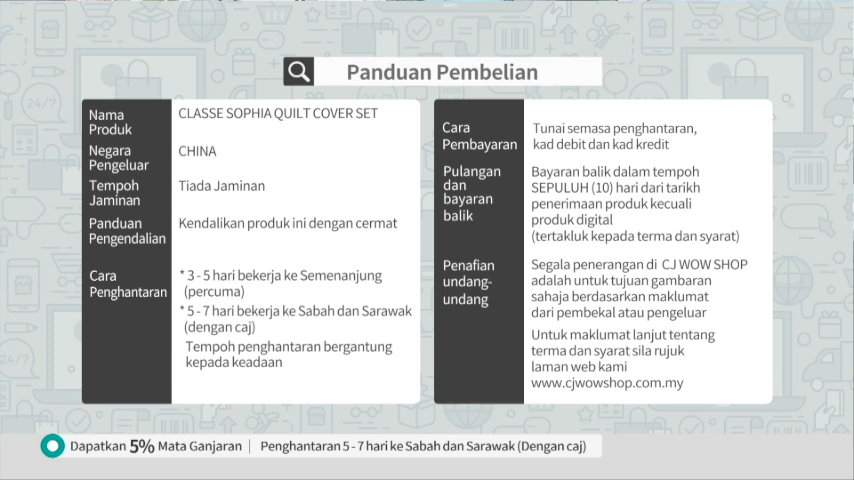 Panduan Pembelian
Nama
Produk
CLASSE SOPHIA QUILT COVER SET
Negara
Pengeluar
CHINA
Tempoh
Jaminan
Tiada Jaminan
Panduan
Pengendalian
Kendalikan produk ini dengan cermat
Cara
Penghantaran
* 3 - 5 hari bekerja ke Semenanjung
(percuma)
* 5 - 7 hari bekerja ke Sabah dan Sarawak
(dengan caj)
Tempoh penghantaran bergantung
kepada keadaan
Cara
Pembayaran
Tunai semasa penghantaran,
kad debit dan kad kredit
Pulangan
dan
bayaran
balik
Bayaran balik dalam tempoh
SEPULUH (10) hari dari tarikh
penerimaan produk kecuali
produk digital
(tertakluk kepada terma dan syarat)
Penafian
undang-
undang
Segala penerangan di CJ WOW SHOP
adalah untuk tujuan gambaran
sahaja berdasarkan maklumat
dari pembekal atau pengeluar
Untuk maklumat lanjut tentang
terma dan syarat sila rujuk
laman web kami
www.cjwowshop.com.my
Dapatkan 5% Mata Ganjaran | Penghantaran 5 - 7 hari ke Sabah dan Sarawak (Dengan caj)
24/7
24/7